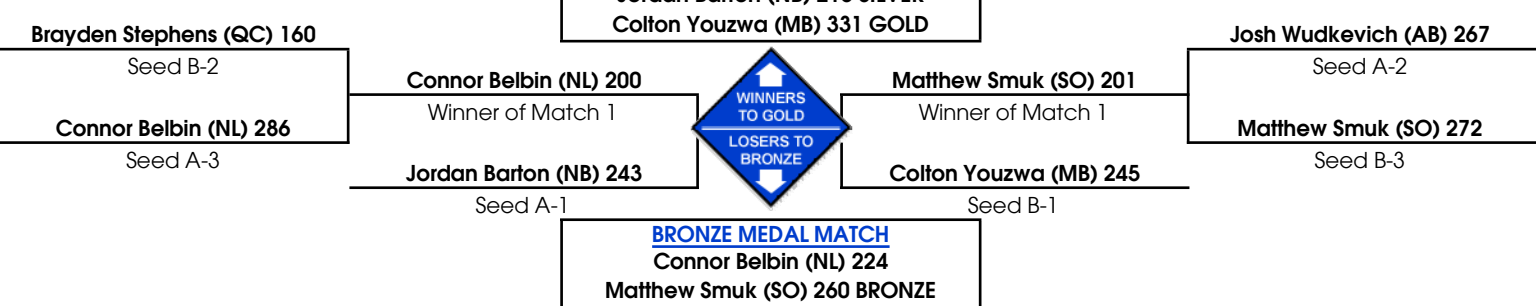 Colton Youzwa (MB) 331 GOLD
Brayden Stephens (QC) 160
Seed B-2
Connor Belbin (NL) 286
Seed A-3
Connor Belbin (NL) 200
Winner of Match 1
Jordan Barton (NB) 243
Seed A-1
WINNERS
TO GOLD
LOSERS TO
BRONZE
Matthew Smuk (SO) 201
Winner of Match 1
Colton Youzwa (MB) 245
Seed B-1
Josh Wudkevich (AB) 267
Seed A-2
Matthew Smuk (SO) 272
Seed B-3
BRONZE MEDAL MATCH
Connor Belbin (NL) 224
Matthew Smuk (SO) 260 BRONZE